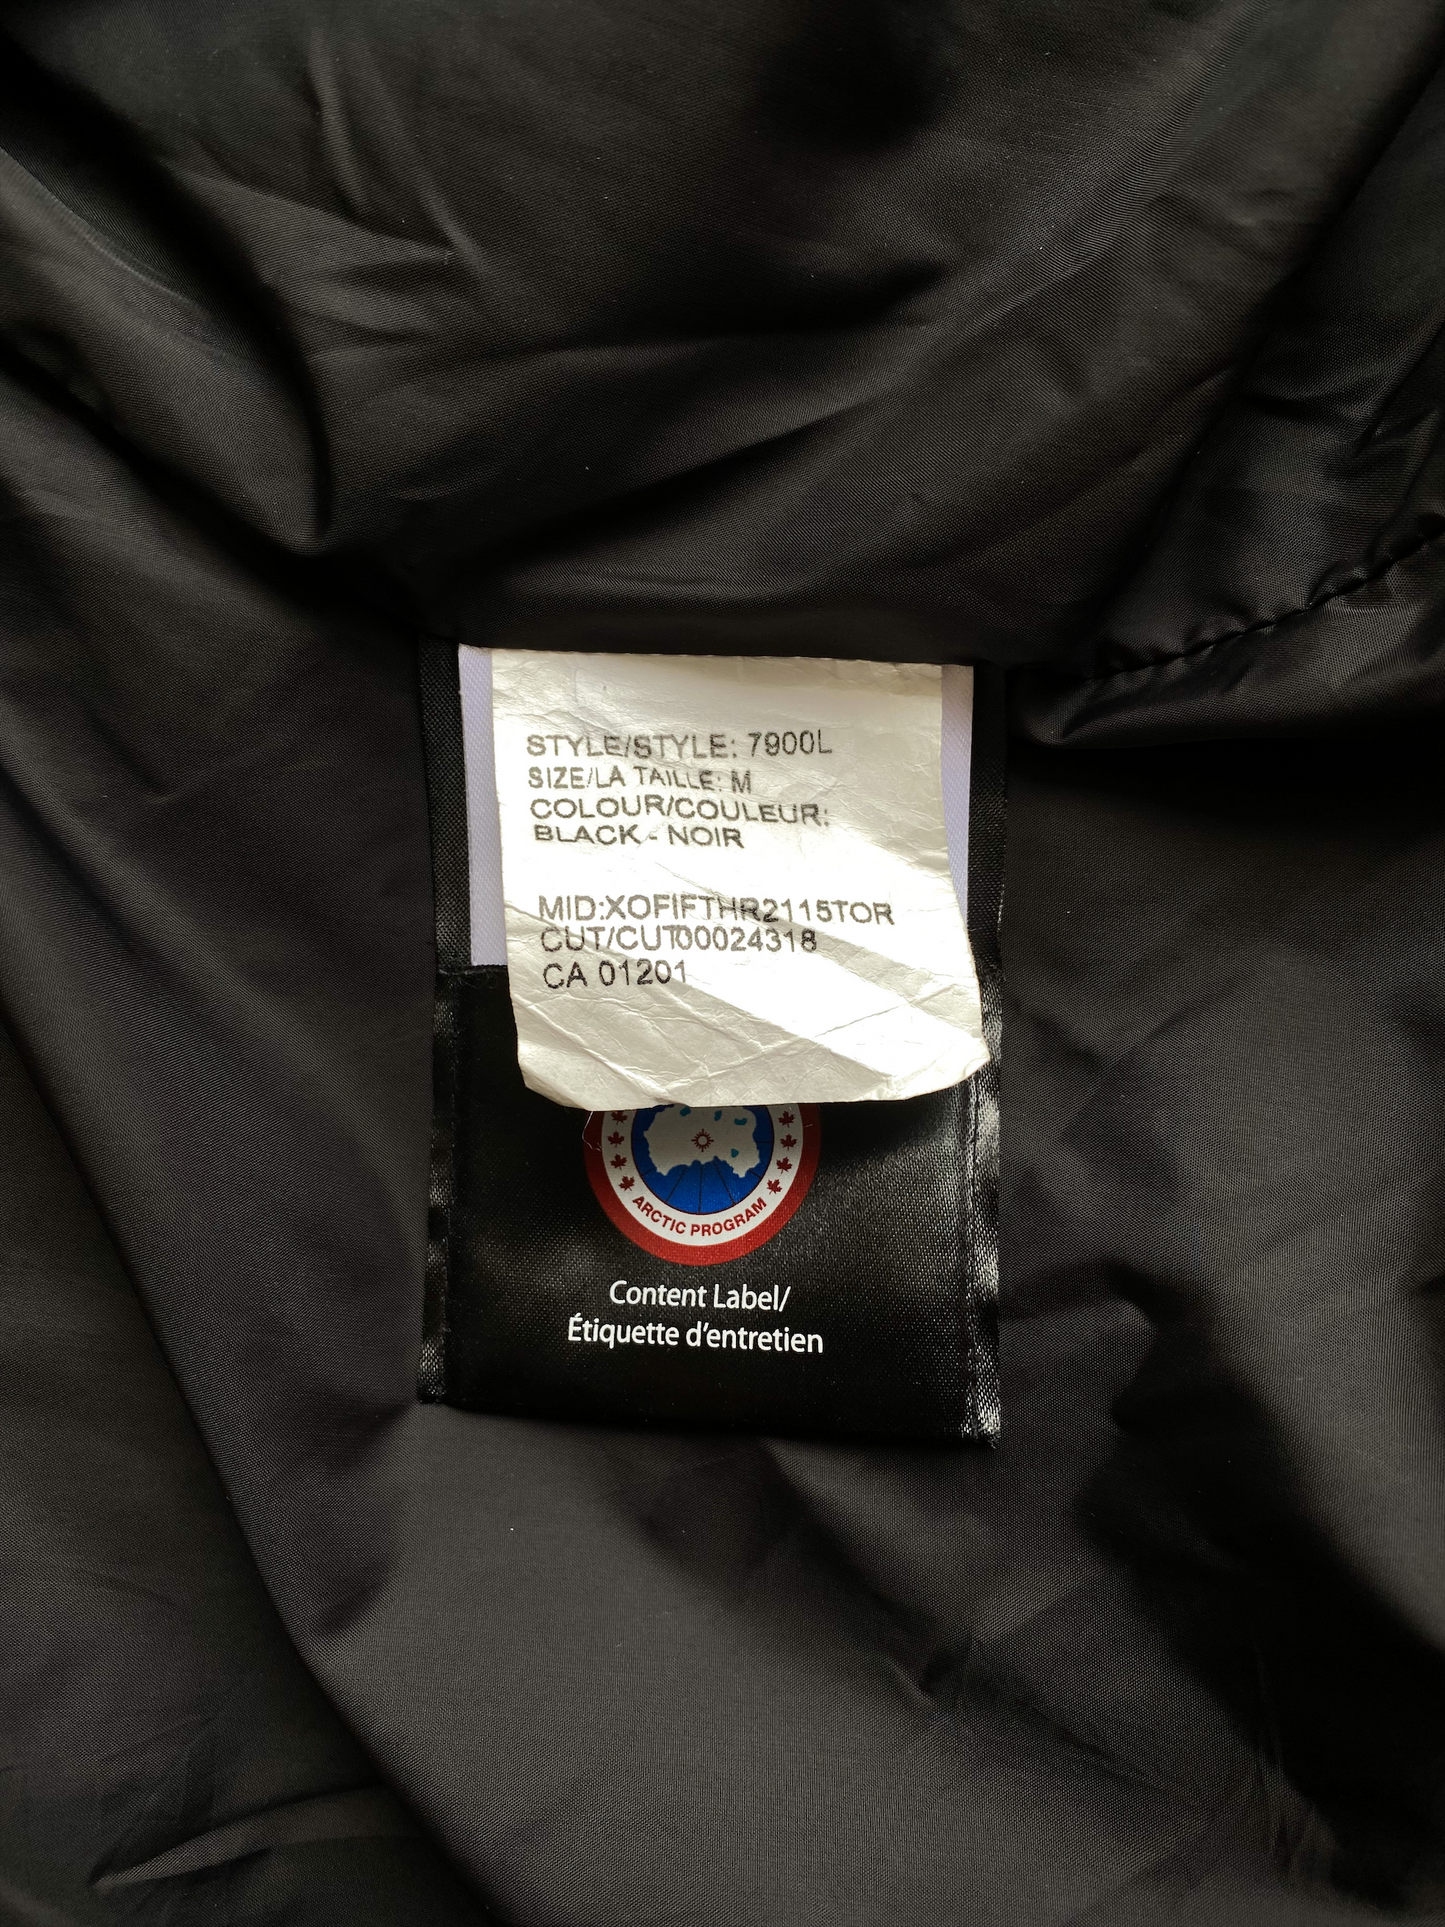 STYLE/STYLE: 7900L
SIZE/LA TAILLE: M
COLOUR/COULEUR:
BLACK - NOIR
MID:XOFIFTHR2115TOR
CUT/CUT00024318
CA 01201
ARCTIC PROGRAM
Content Label/
Étiquette d'entretien